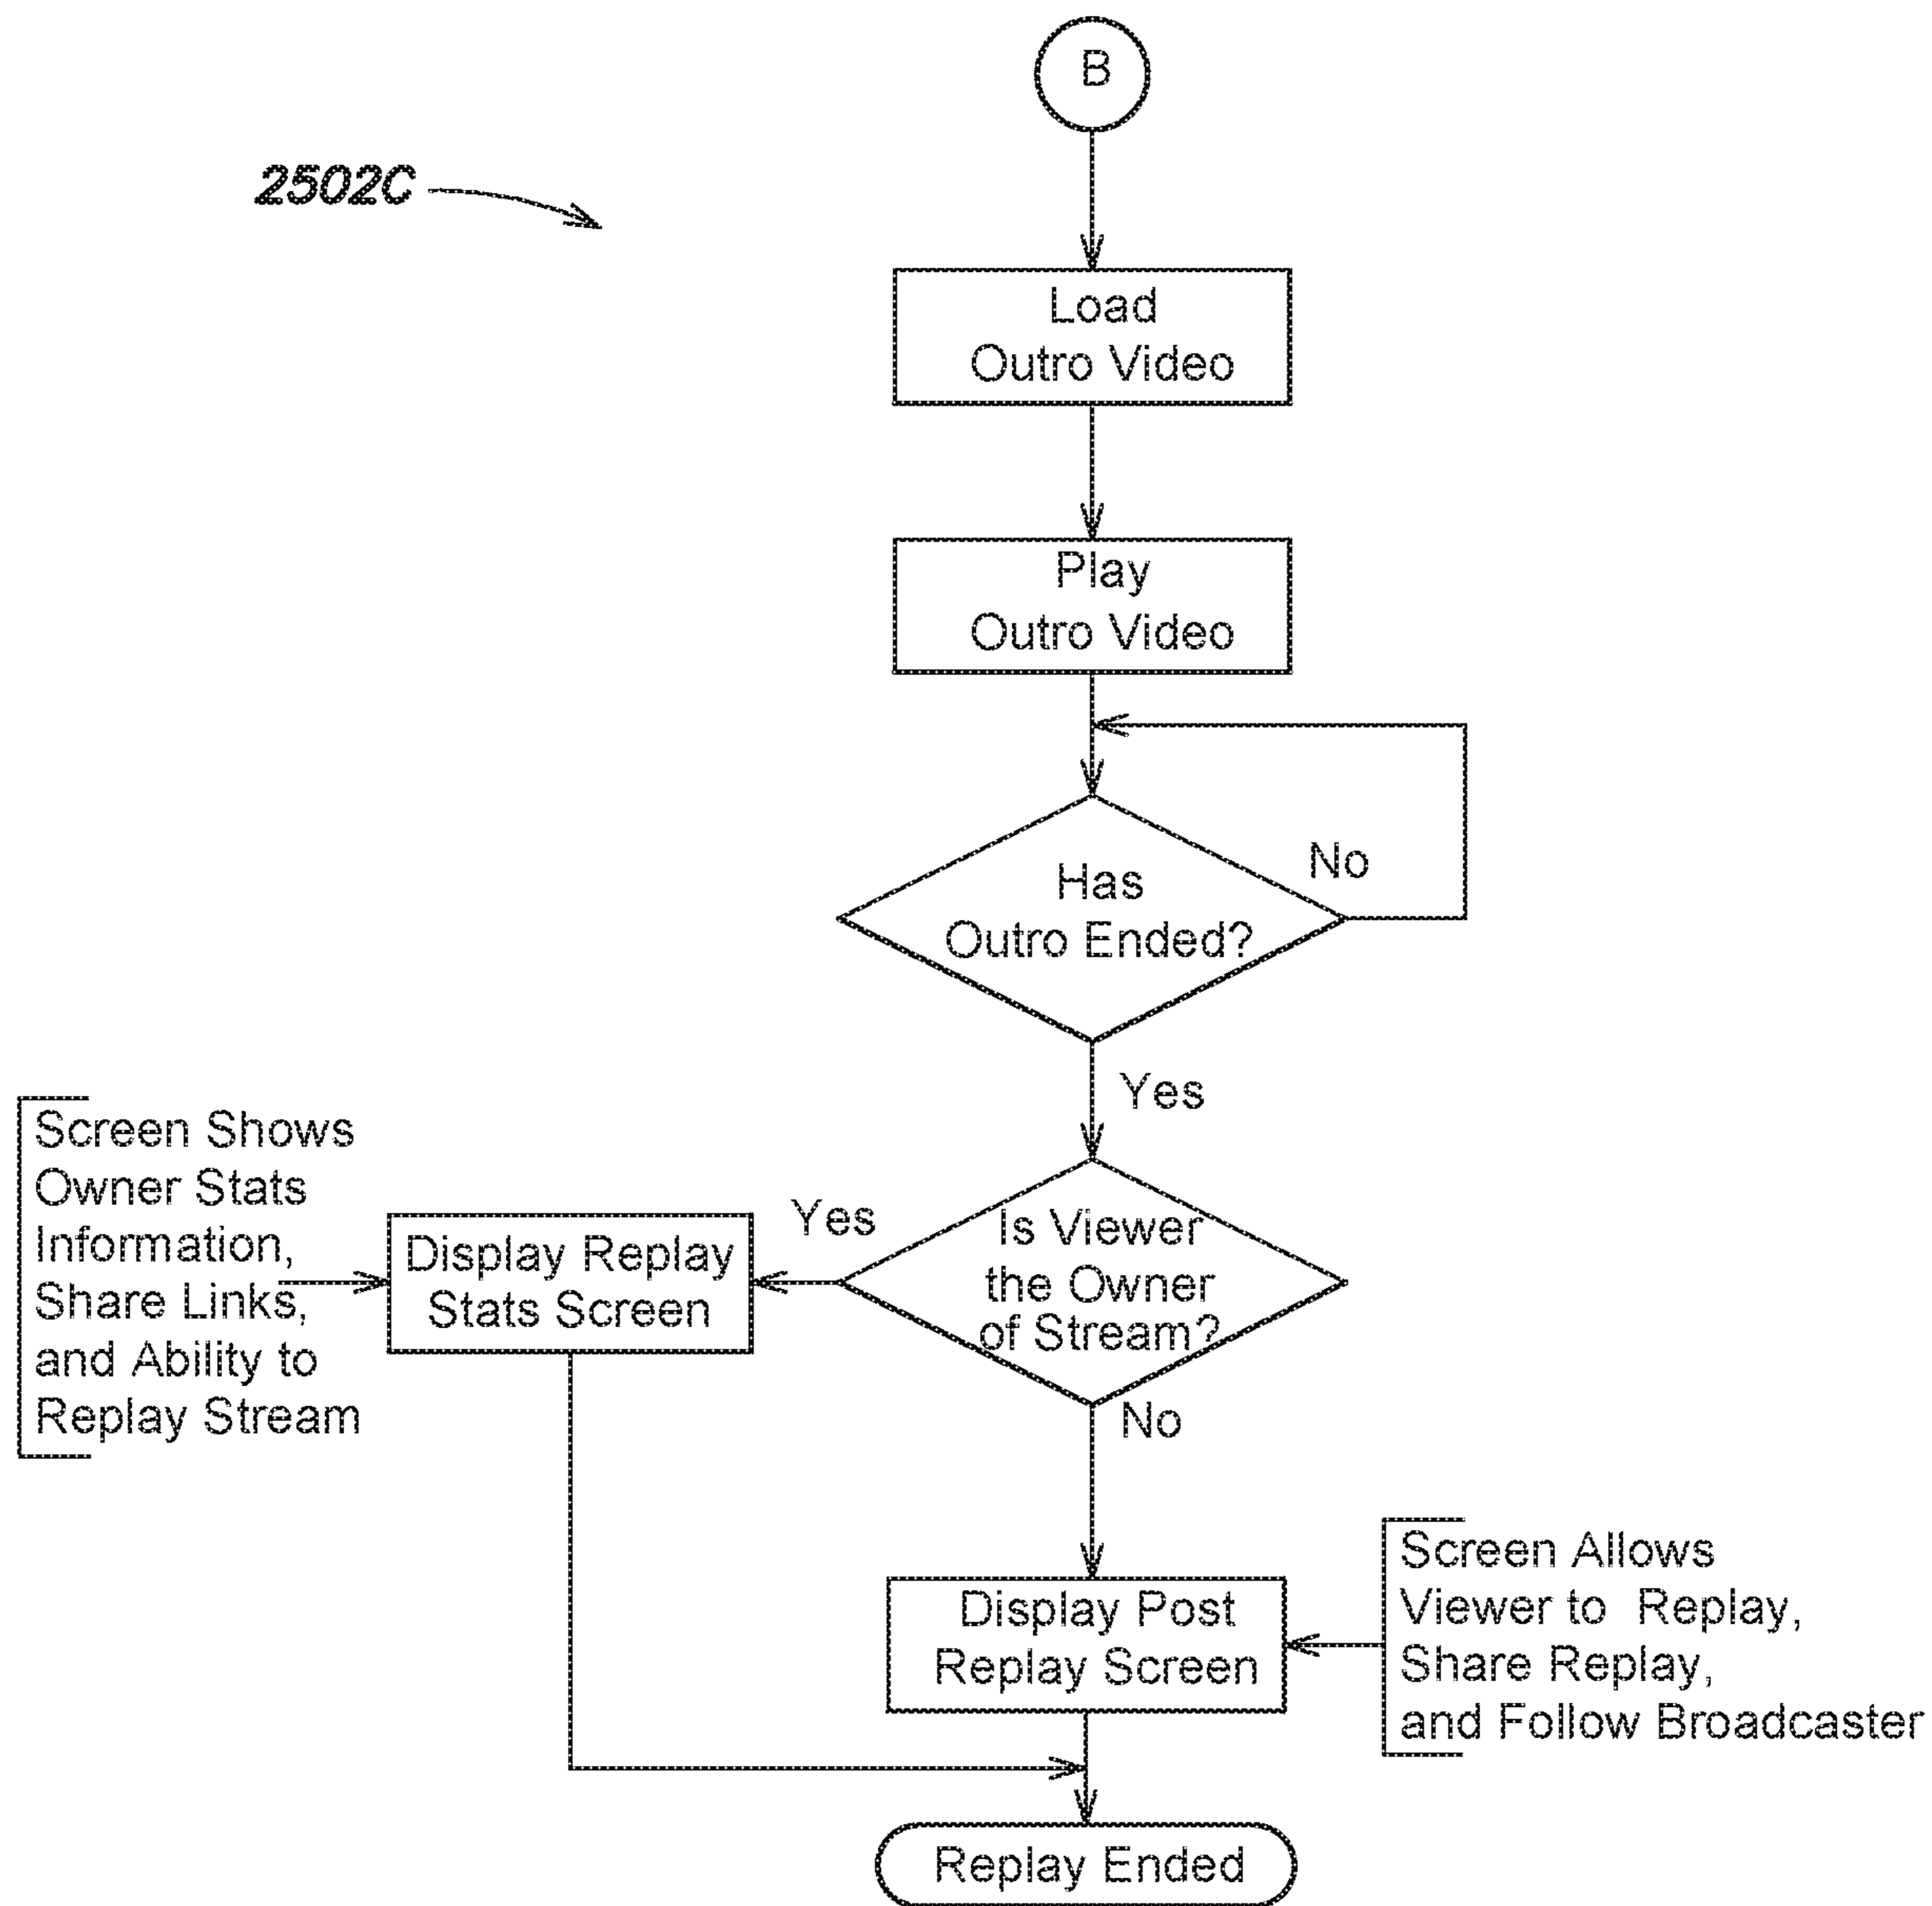 B
2502C
Load
Outro Video
Play
Outro Video
No
Has
Outro Ended?
Yes
Screen Shows
Owner Stats
Information,
Share Links,
and Ability to
Replay Stream
Display Replay
Stats Screen
Yes
Is Viewer
the Owner
of Stream?
No
Display Post
Replay Screen
Screen Allows
Viewer to Replay,
Share Replay,
and Follow Broadcaster
Replay Ended